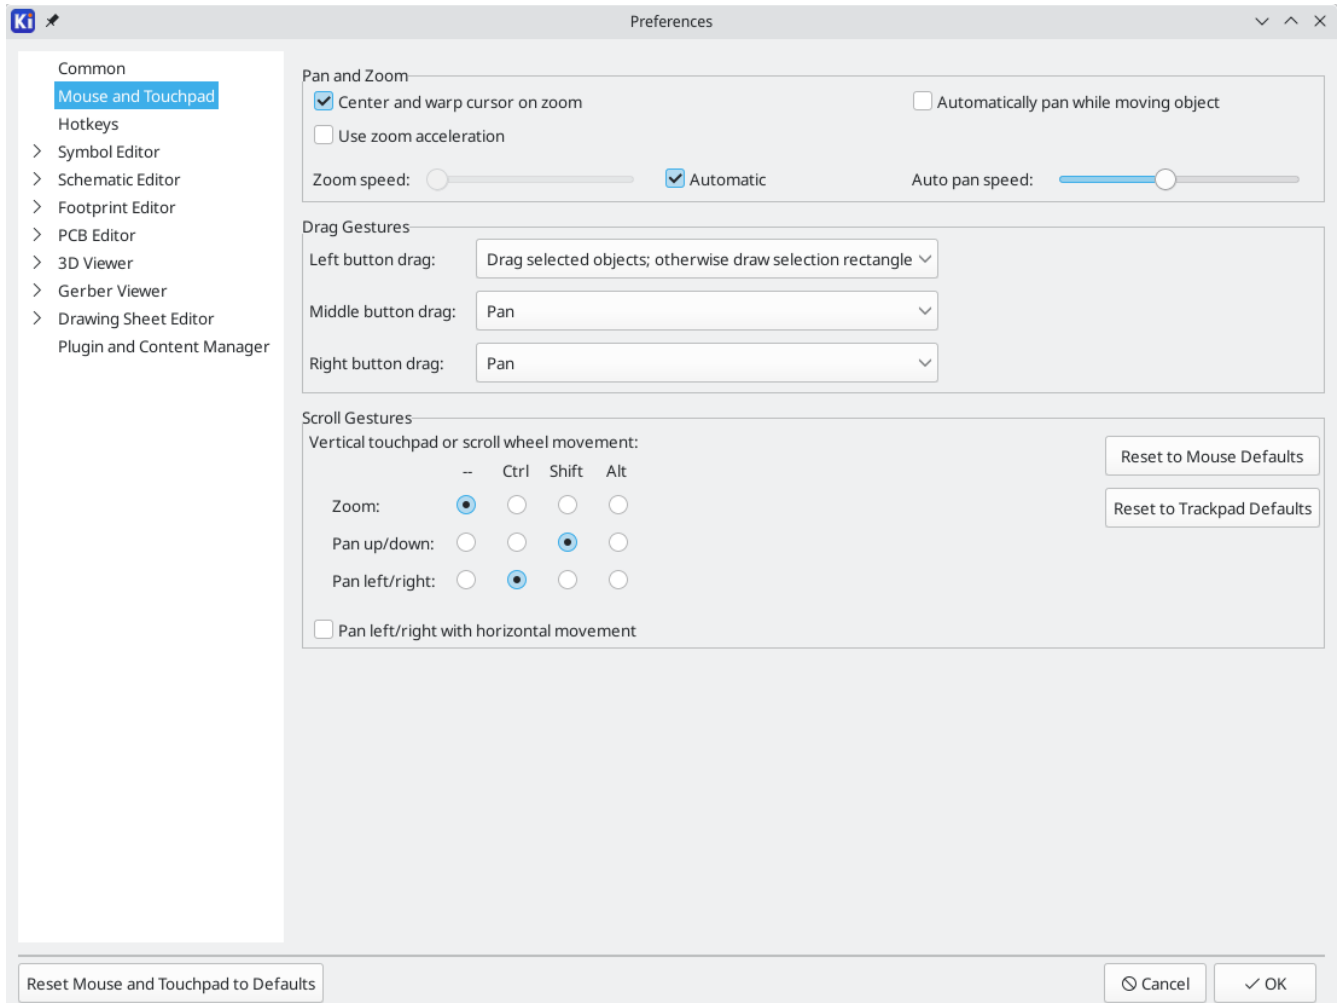 Ki
Preferences
Common
Mouse and Touchpad
Hotkeys
Symbol Editor
Schematic Editor
Footprint Editor
PCB Editor
3D Viewer
Gerber Viewer
Drawing Sheet Editor
Plugin and Content Manager
Pan and Zoom
Center and warp cursor on zoom
Automatically pan while moving object
Use zoom acceleration
Zoom speed:
Automatic
Auto pan speed:
Drag Gestures
Left button drag: Drag selected objects; otherwise draw selection rectangle
Middle button drag: Pan
Right button drag: Pan
Scroll Gestures
Vertical touchpad or scroll wheel movement:
-- Ctrl Shift Alt
Zoom:
Pan up/down:
Pan left/right:
Pan left/right with horizontal movement
Reset to Mouse Defaults
Reset to Trackpad Defaults
Reset Mouse and Touchpad to Defaults
Cancel
OK